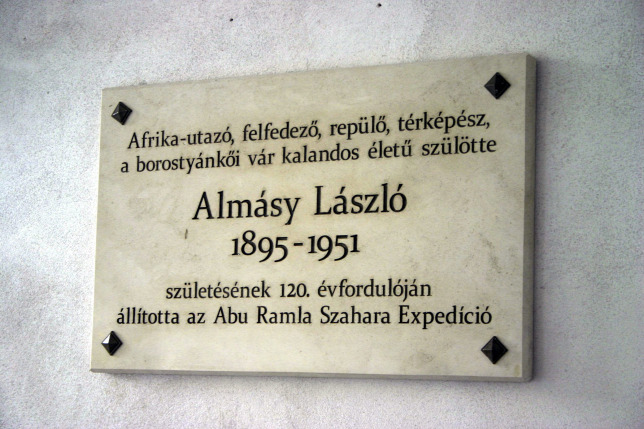 Afrika-utazó, felfedező, repülő, térképész,
a borostyánkői vár kalandos életű szülötte
Almásy László
1895-1951
születésének 120. évfordulóján
állította az Abu Ramla Szahara Expedíció